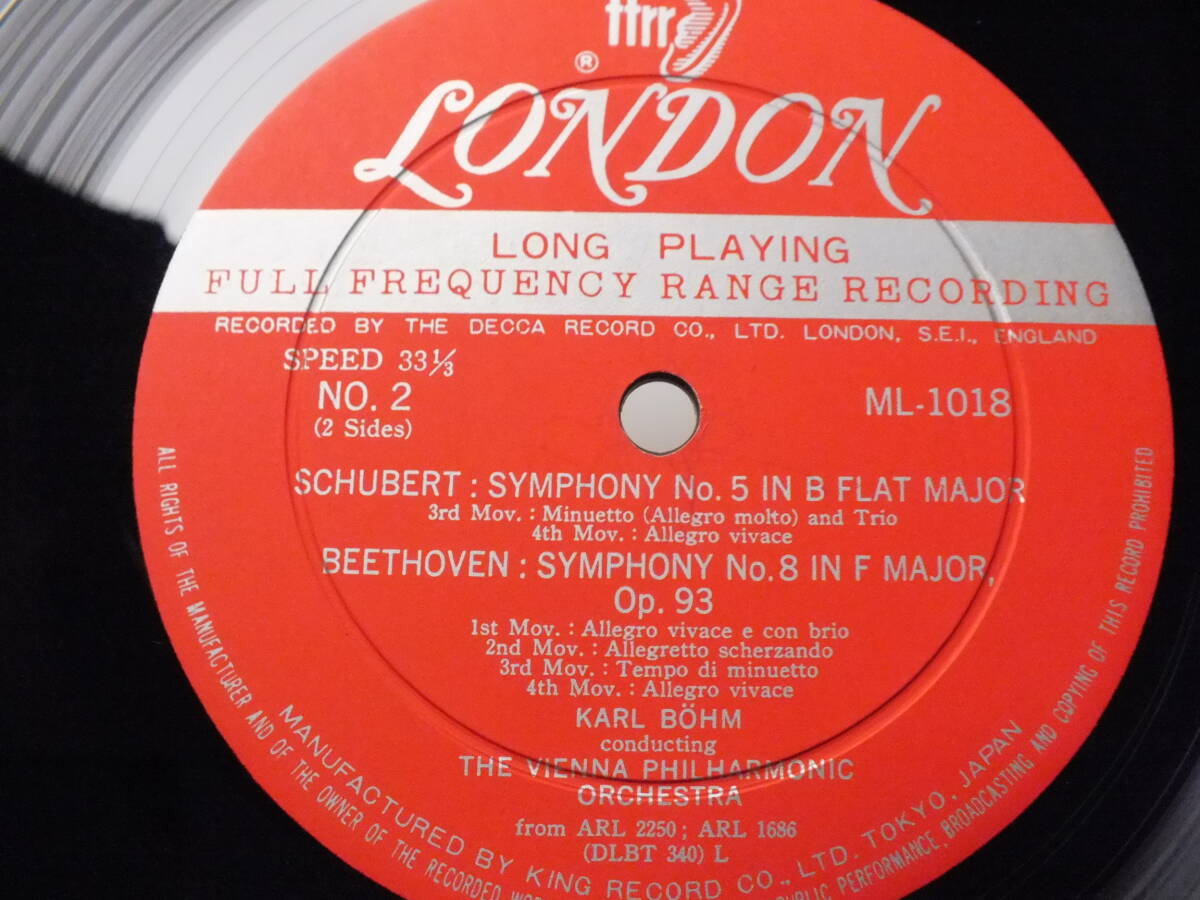 ffrr
®
LONDON
LONG PLAYING
FULL FREQUENCY RANGE RECORDING
RECORDED BY THE DECCA RECORD CO., LTD. LONDON, S.E.I., ENGLAND
SPEED 33⅓
NO. 2
(2 Sides)
ML-1018
SCHUBERT : SYMPHONY No. 5 IN B FLAT MAJOR
3rd Mov. : Minuetto (Allegro molto) and Trio
4th Mov. : Allegro vivace
BEETHOVEN : SYMPHONY No. 8 IN F MAJOR,
Op. 93
1st Mov. : Allegro vivace e con brio
2nd Mov. : Allegretto scherzando
3rd Mov. : Tempo di minuetto
4th Mov. : Allegro vivace
KARL BÖHM
conducting
THE VIENNA PHILHARMONIC
ORCHESTRA
from ARL 2250 ; ARL 1686
(DLBT 340) L
MANUFACTURED BY KING RECORD CO., LTD. TOKYO, JAPAN
ALL RIGHTS OF THE MANUFACTURER AND OF THE OWNER OF THE RECORDED PUBLIC PERFORMANCE, BROADCASTING AND COPYING OF THIS RECORD PROHIBITED